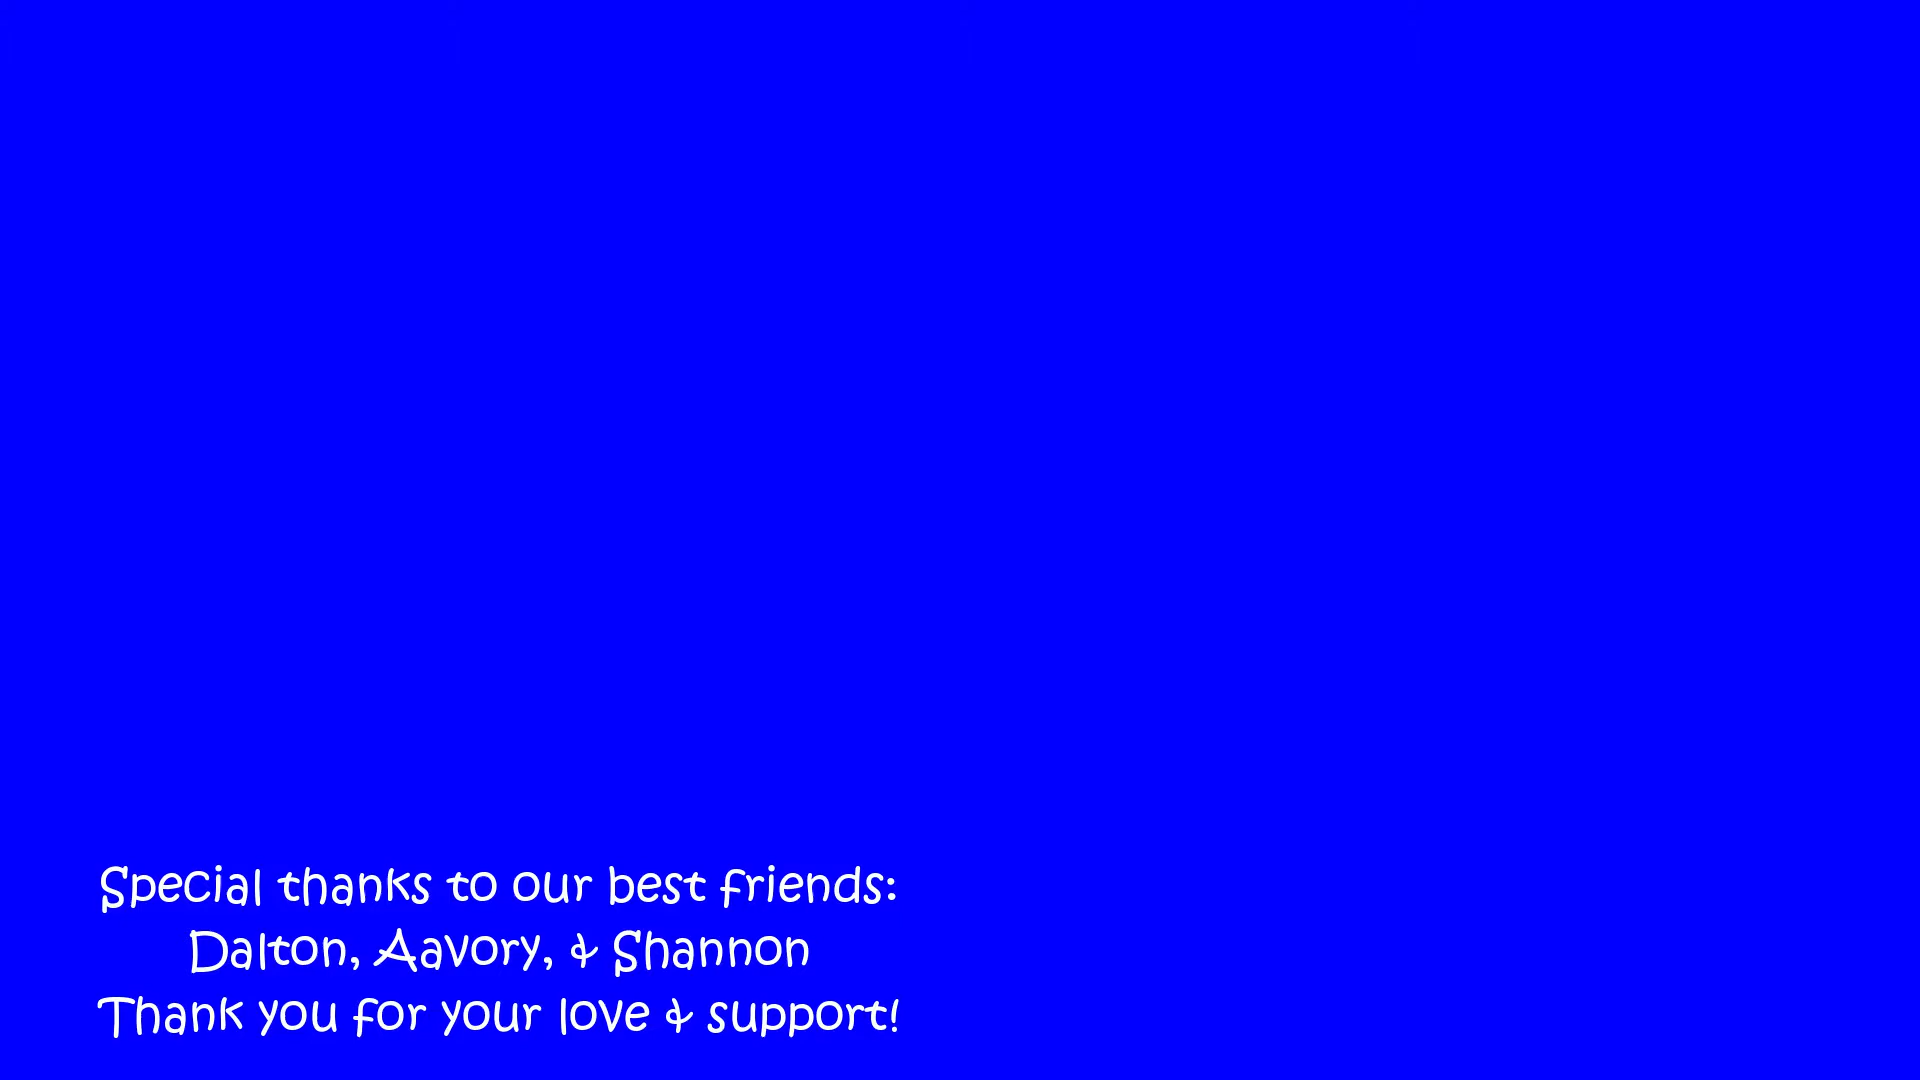 Special thanks to our best friends:
Dalton, Aavory, & Shannon
Thank you for your love & support!